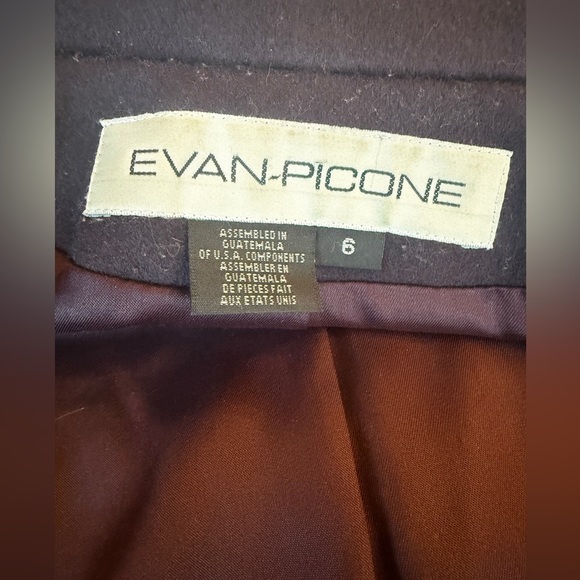 EVAN-PICONE
ASSEMBLED IN
GUATEMALA
OF U.S.A. COMPONENTS
ASSEMBLER EN
GUATEMALA
DE PIECES FAIT
AUX ETATS UNIS
6